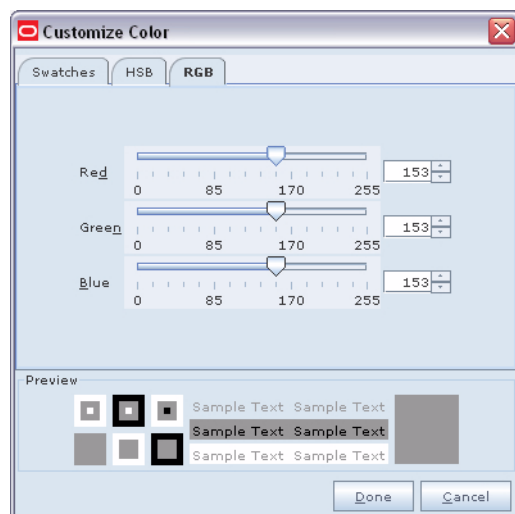 Customize Color
Swatches HSB RGB
Red 153
0 85 170 255
Green 153
0 85 170 255
Blue 153
0 85 170 255
Preview
Sample Text Sample Text
Sample Text Sample Text
Sample Text Sample Text
Done Cancel